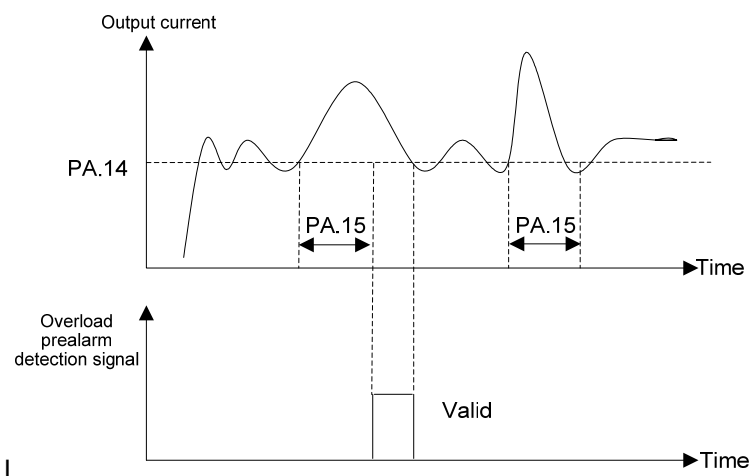 Output current
PA.14
PA.15
PA.15
Time
Overload
prealarm
detection signal
Valid
Time